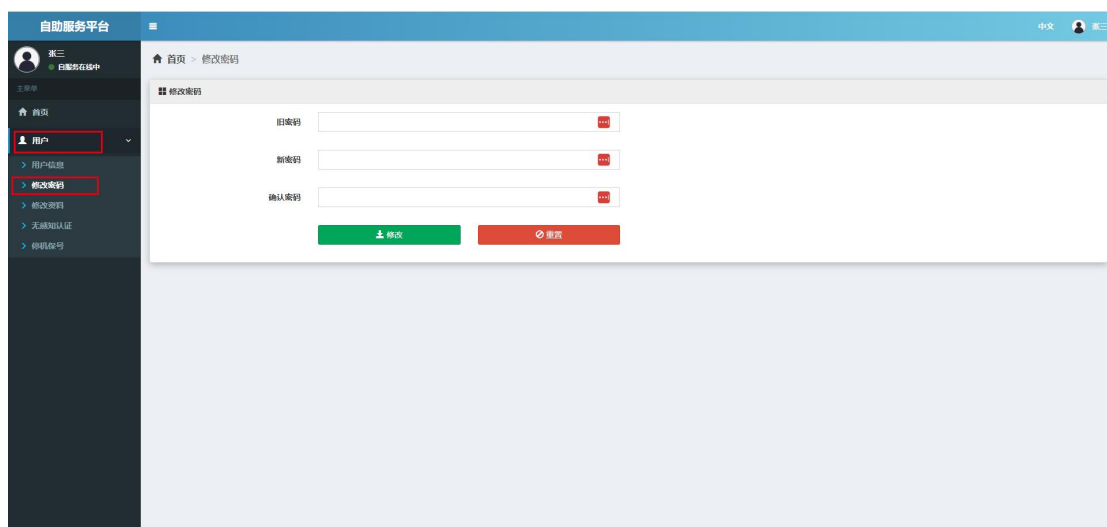 自助服务平台
中文 张三
张三
自服务在线中
首页 > 修改密码
主菜单
修改密码
首页
用户
用户信息
修改密码
修改资料
无感知认证
停机保号
旧密码
新密码
确认密码
修改 重置